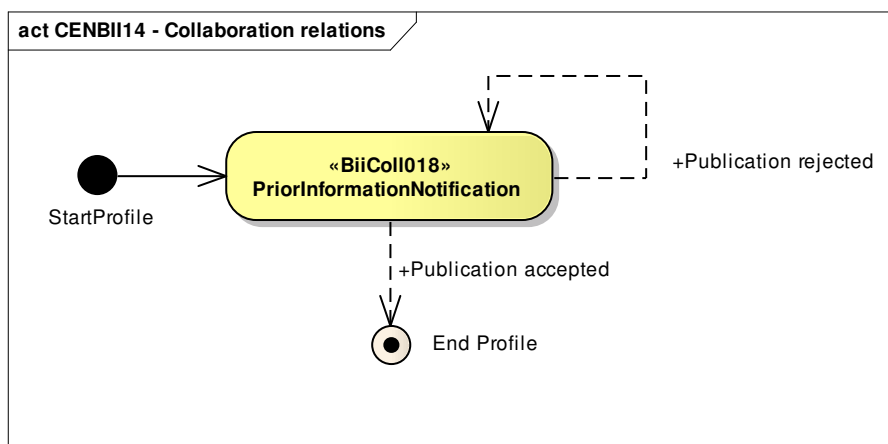 act CENBII14 - Collaboration relations
«BiiColl018»
PriorInformationNotification
+Publication rejected
StartProfile
+Publication accepted
End Profile